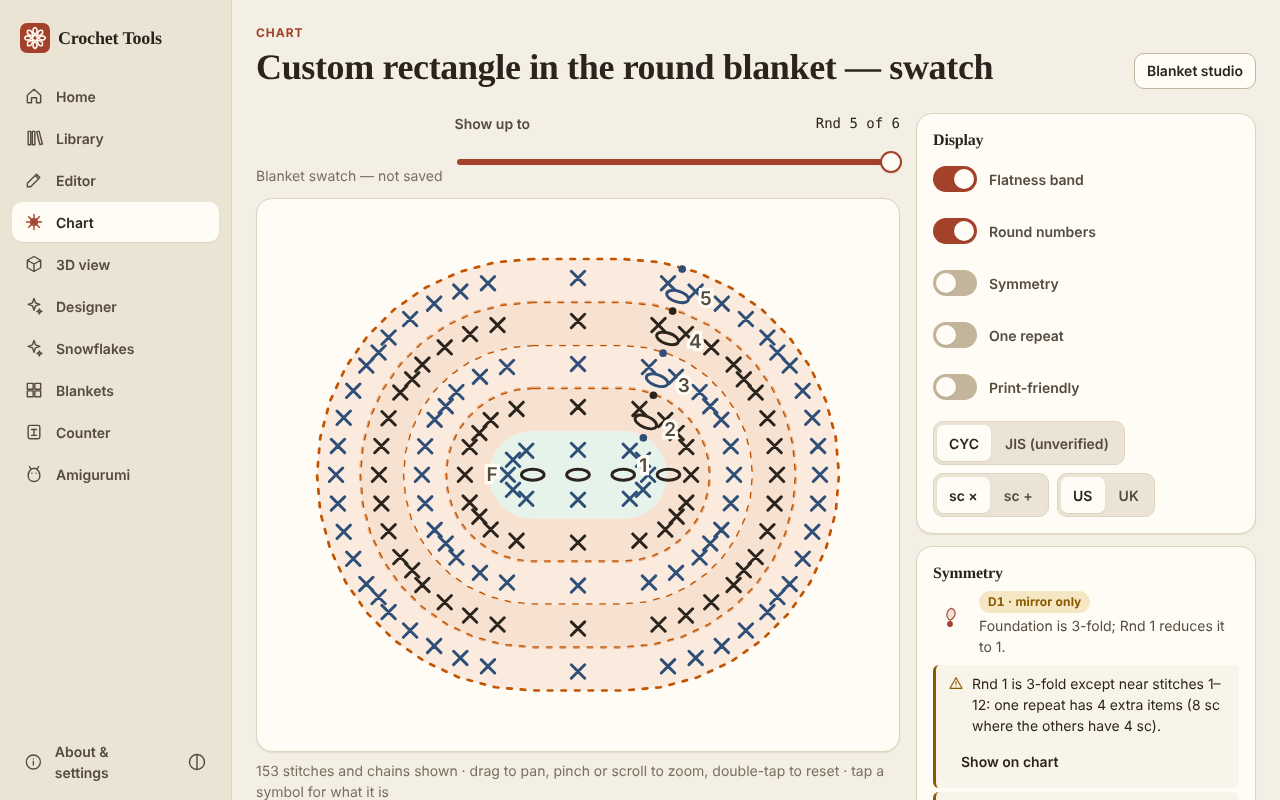 Crochet Tools
Home
Library
Editor
Chart
3D view
Designer
Snowflakes
Blankets
Counter
Amigurumi
About &
settings
CHART
Custom rectangle in the round blanket — swatch
Blanket studio
Show up to
Rnd 5 of 6
Blanket swatch — not saved
5
4
3
2
1
F
153 stitches and chains shown · drag to pan, pinch or scroll to zoom, double-tap to reset · tap a
symbol for what it is
Display
Flatness band
Round numbers
Symmetry
One repeat
Print-friendly
CYC JIS (unverified)
sc × sc + US UK
Symmetry
D1 · mirror only
Foundation is 3-fold; Rnd 1 reduces it
to 1.
Rnd 1 is 3-fold except near stitches 1–
12: one repeat has 4 extra items (8 sc
where the others have 4 sc).
Show on chart